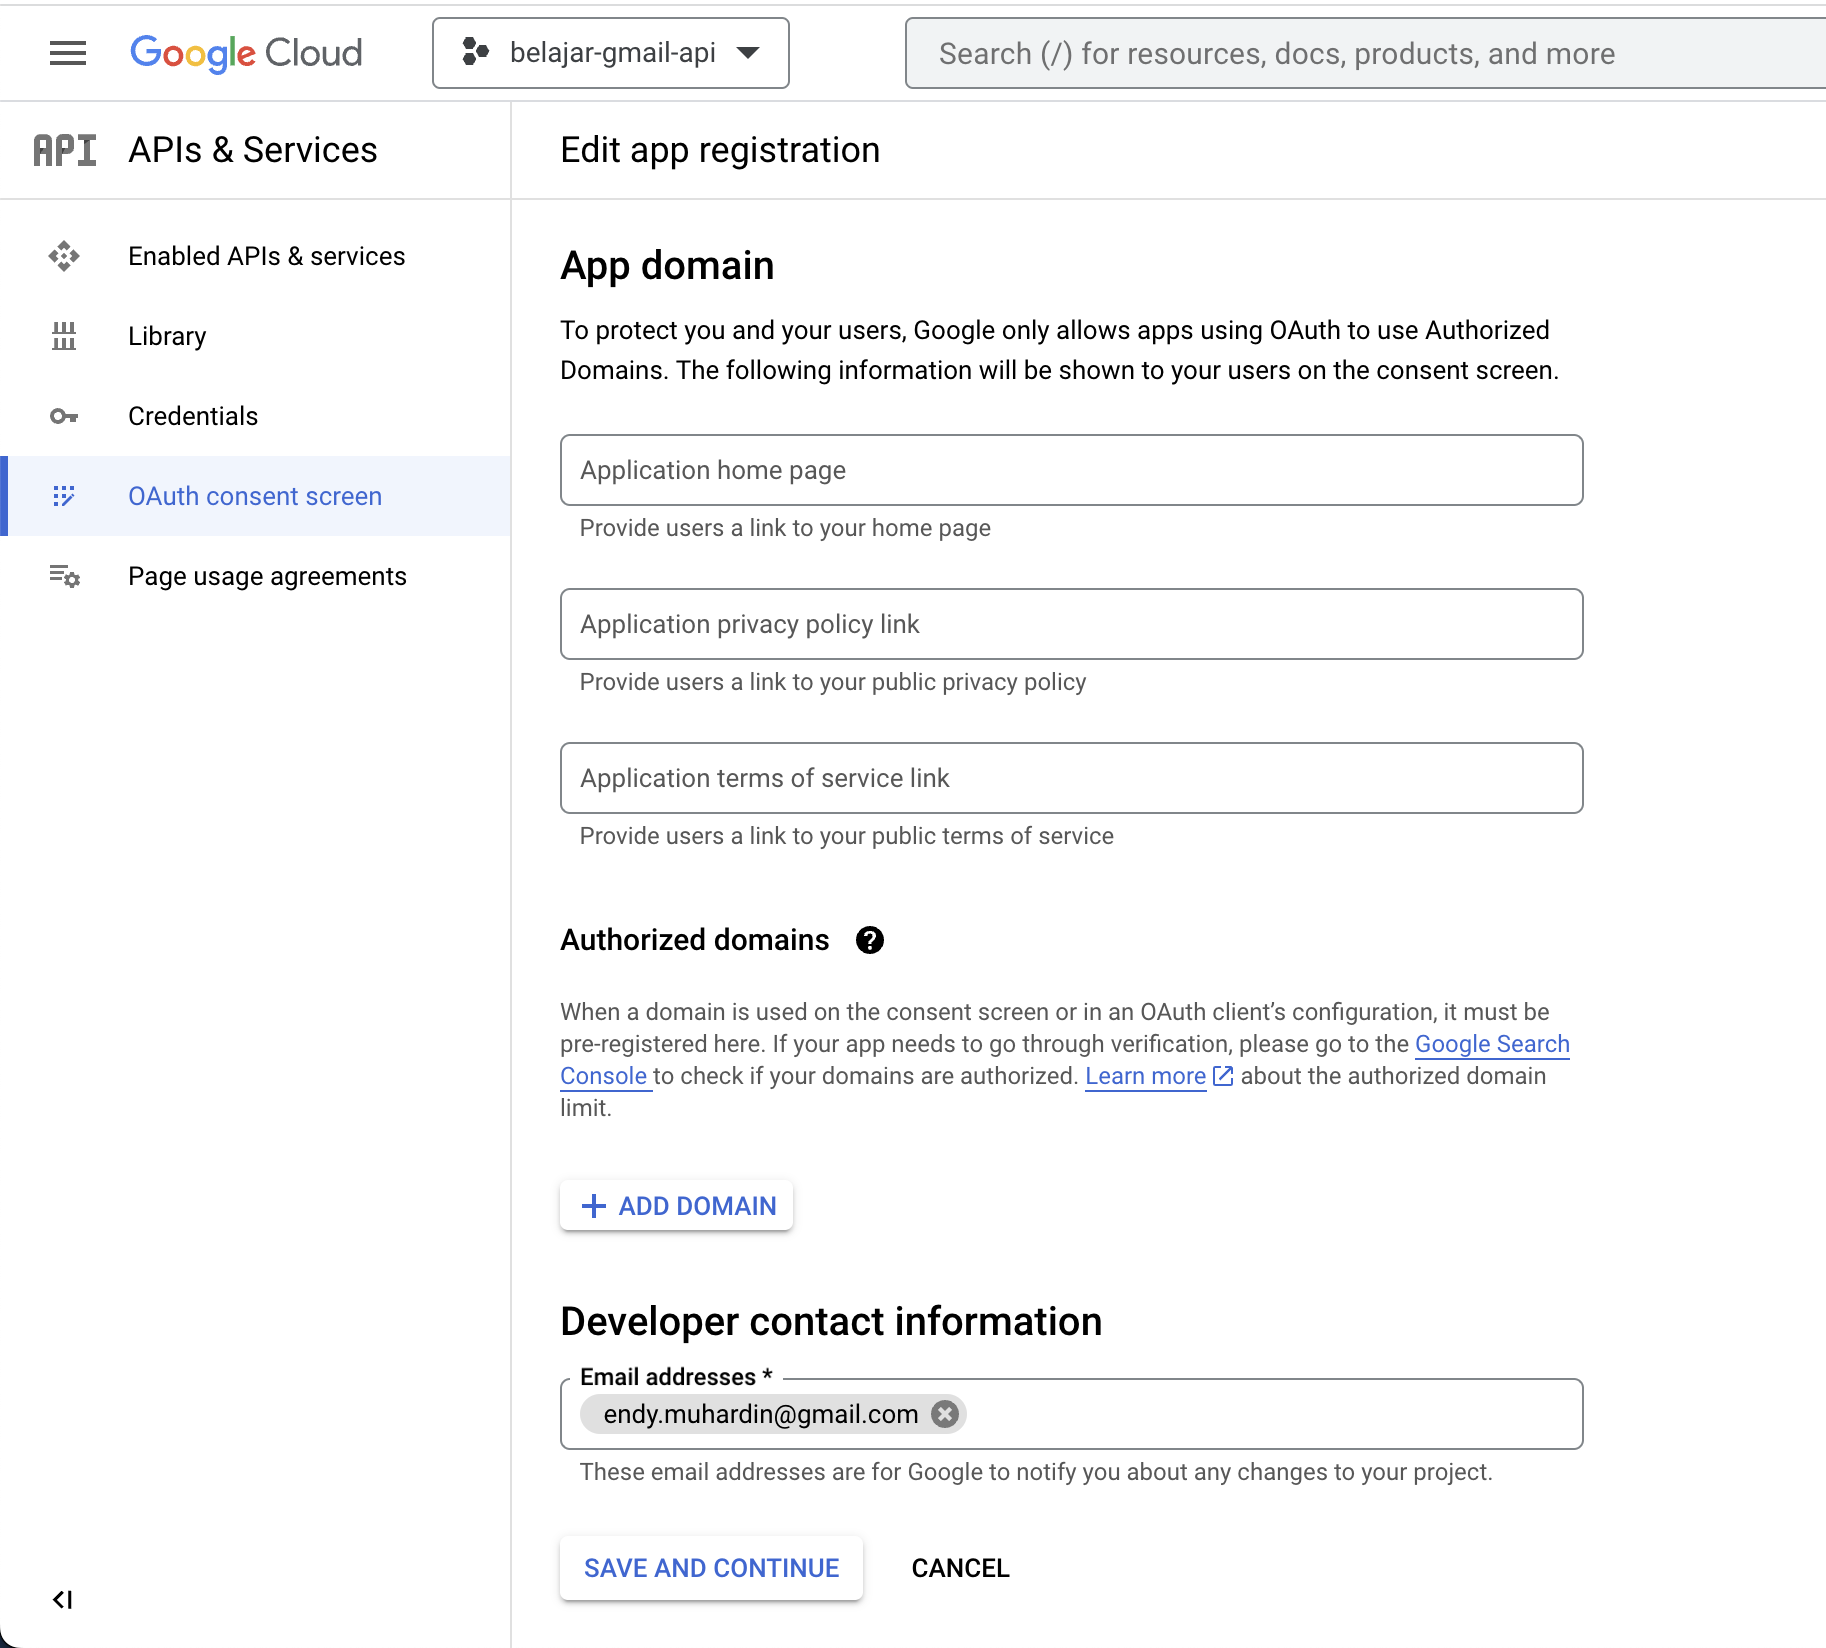 Google Cloud
belajar-gmail-api
Search (/) for resources, docs, products, and more
API
APIs & Services
Edit app registration
Enabled APIs & services
Library
Credentials
OAuth consent screen
Page usage agreements
App domain
To protect you and your users, Google only allows apps using OAuth to use Authorized
Domains. The following information will be shown to your users on the consent screen.
Application home page
Provide users a link to your home page
Application privacy policy link
Provide users a link to your public privacy policy
Application terms of service link
Provide users a link to your public terms of service
Authorized domains
When a domain is used on the consent screen or in an OAuth client’s configuration, it must be
pre-registered here. If your app needs to go through verification, please go to the Google Search
Console to check if your domains are authorized. Learn more about the authorized domain
limit.
ADD DOMAIN
Developer contact information
Email addresses *
endy.muhardin@gmail.com
These email addresses are for Google to notify you about any changes to your project.
SAVE AND CONTINUE
CANCEL